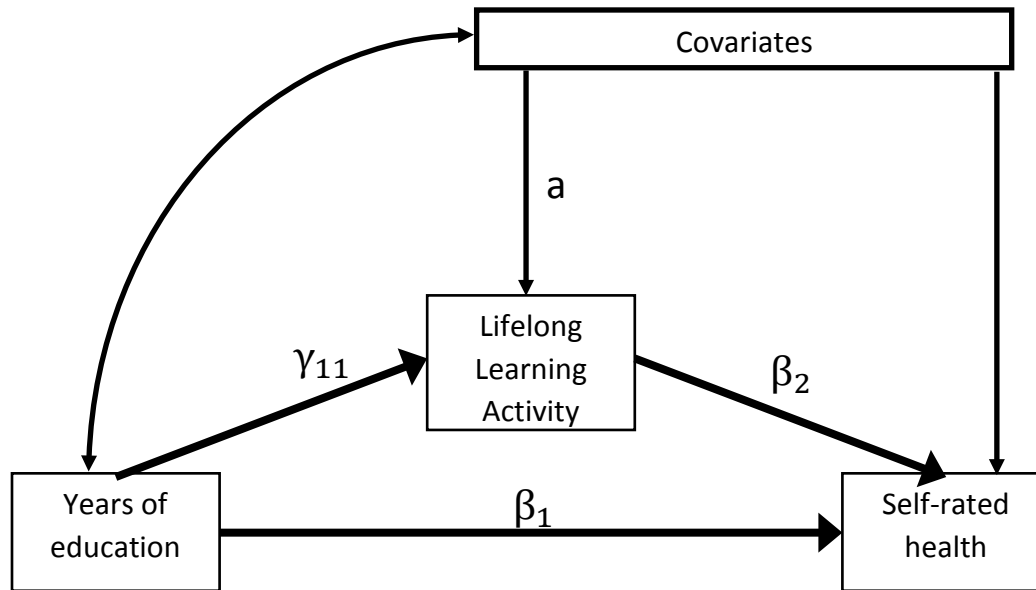 Covariates
a
Lifelong
Learning
Activity
γ₁₁
β₂
Years of
education
β₁
Self-rated
health